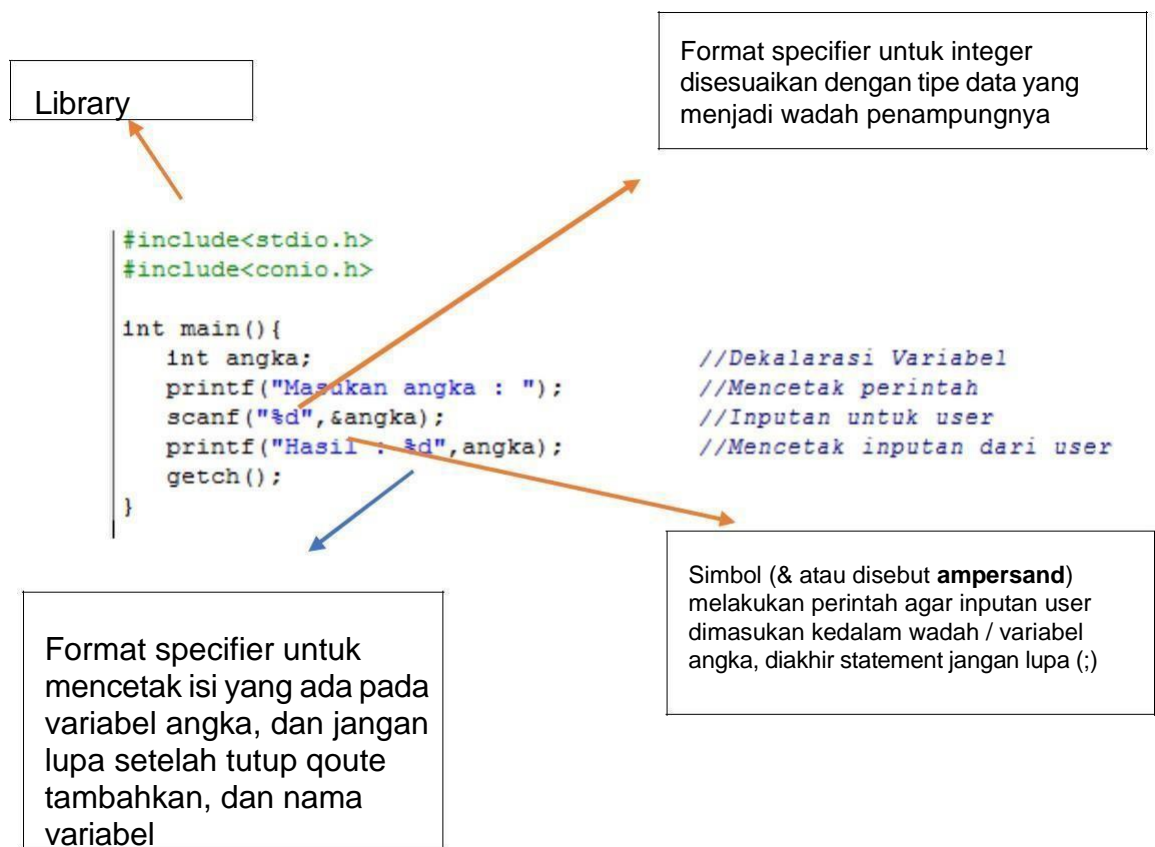 Format specifier untuk integer
disesuaikan dengan tipe data yang
menjadi wadah penampungnya
Library
#include<stdio.h>
#include<conio.h>
int main(){
int angka; //Dekalarasi Variabel
printf("Masukan angka : "); //Mencetak perintah
scanf("%d",&angka); //Inputan untuk user
printf("Hasil : %d",angka); //Mencetak inputan dari user
getch();
}
Simbol (& atau disebut ampersand)
melakukan perintah agar inputan user
dimasukan kedalam wadah / variabel
angka, diakhir statement jangan lupa (;)
Format specifier untuk
mencetak isi yang ada pada
variabel angka, dan jangan
lupa setelah tutup qoute
tambahkan, dan nama
variabel